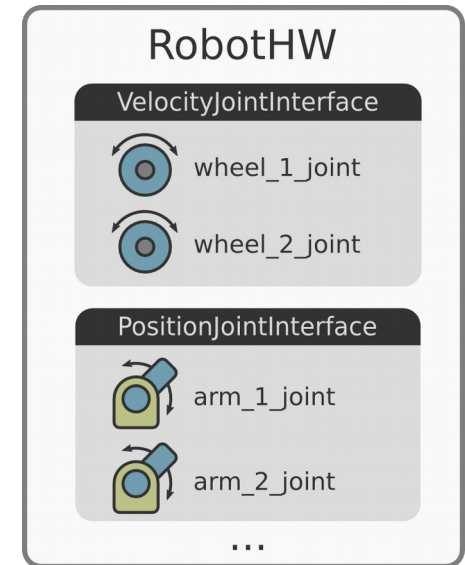 RobotHW
VelocityJointInterface
wheel_1_joint
wheel_2_joint
PositionJointInterface
arm_1_joint
arm_2_joint
...